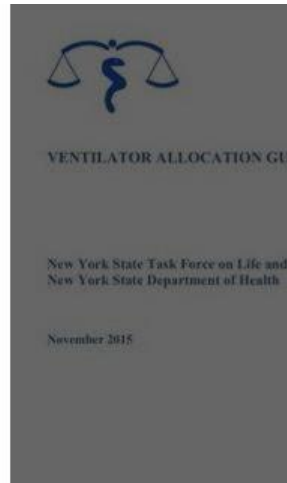 VENTILATOR ALLOCATION GU
New York State Task Force on Life and
New York State Department of Health
November 2015